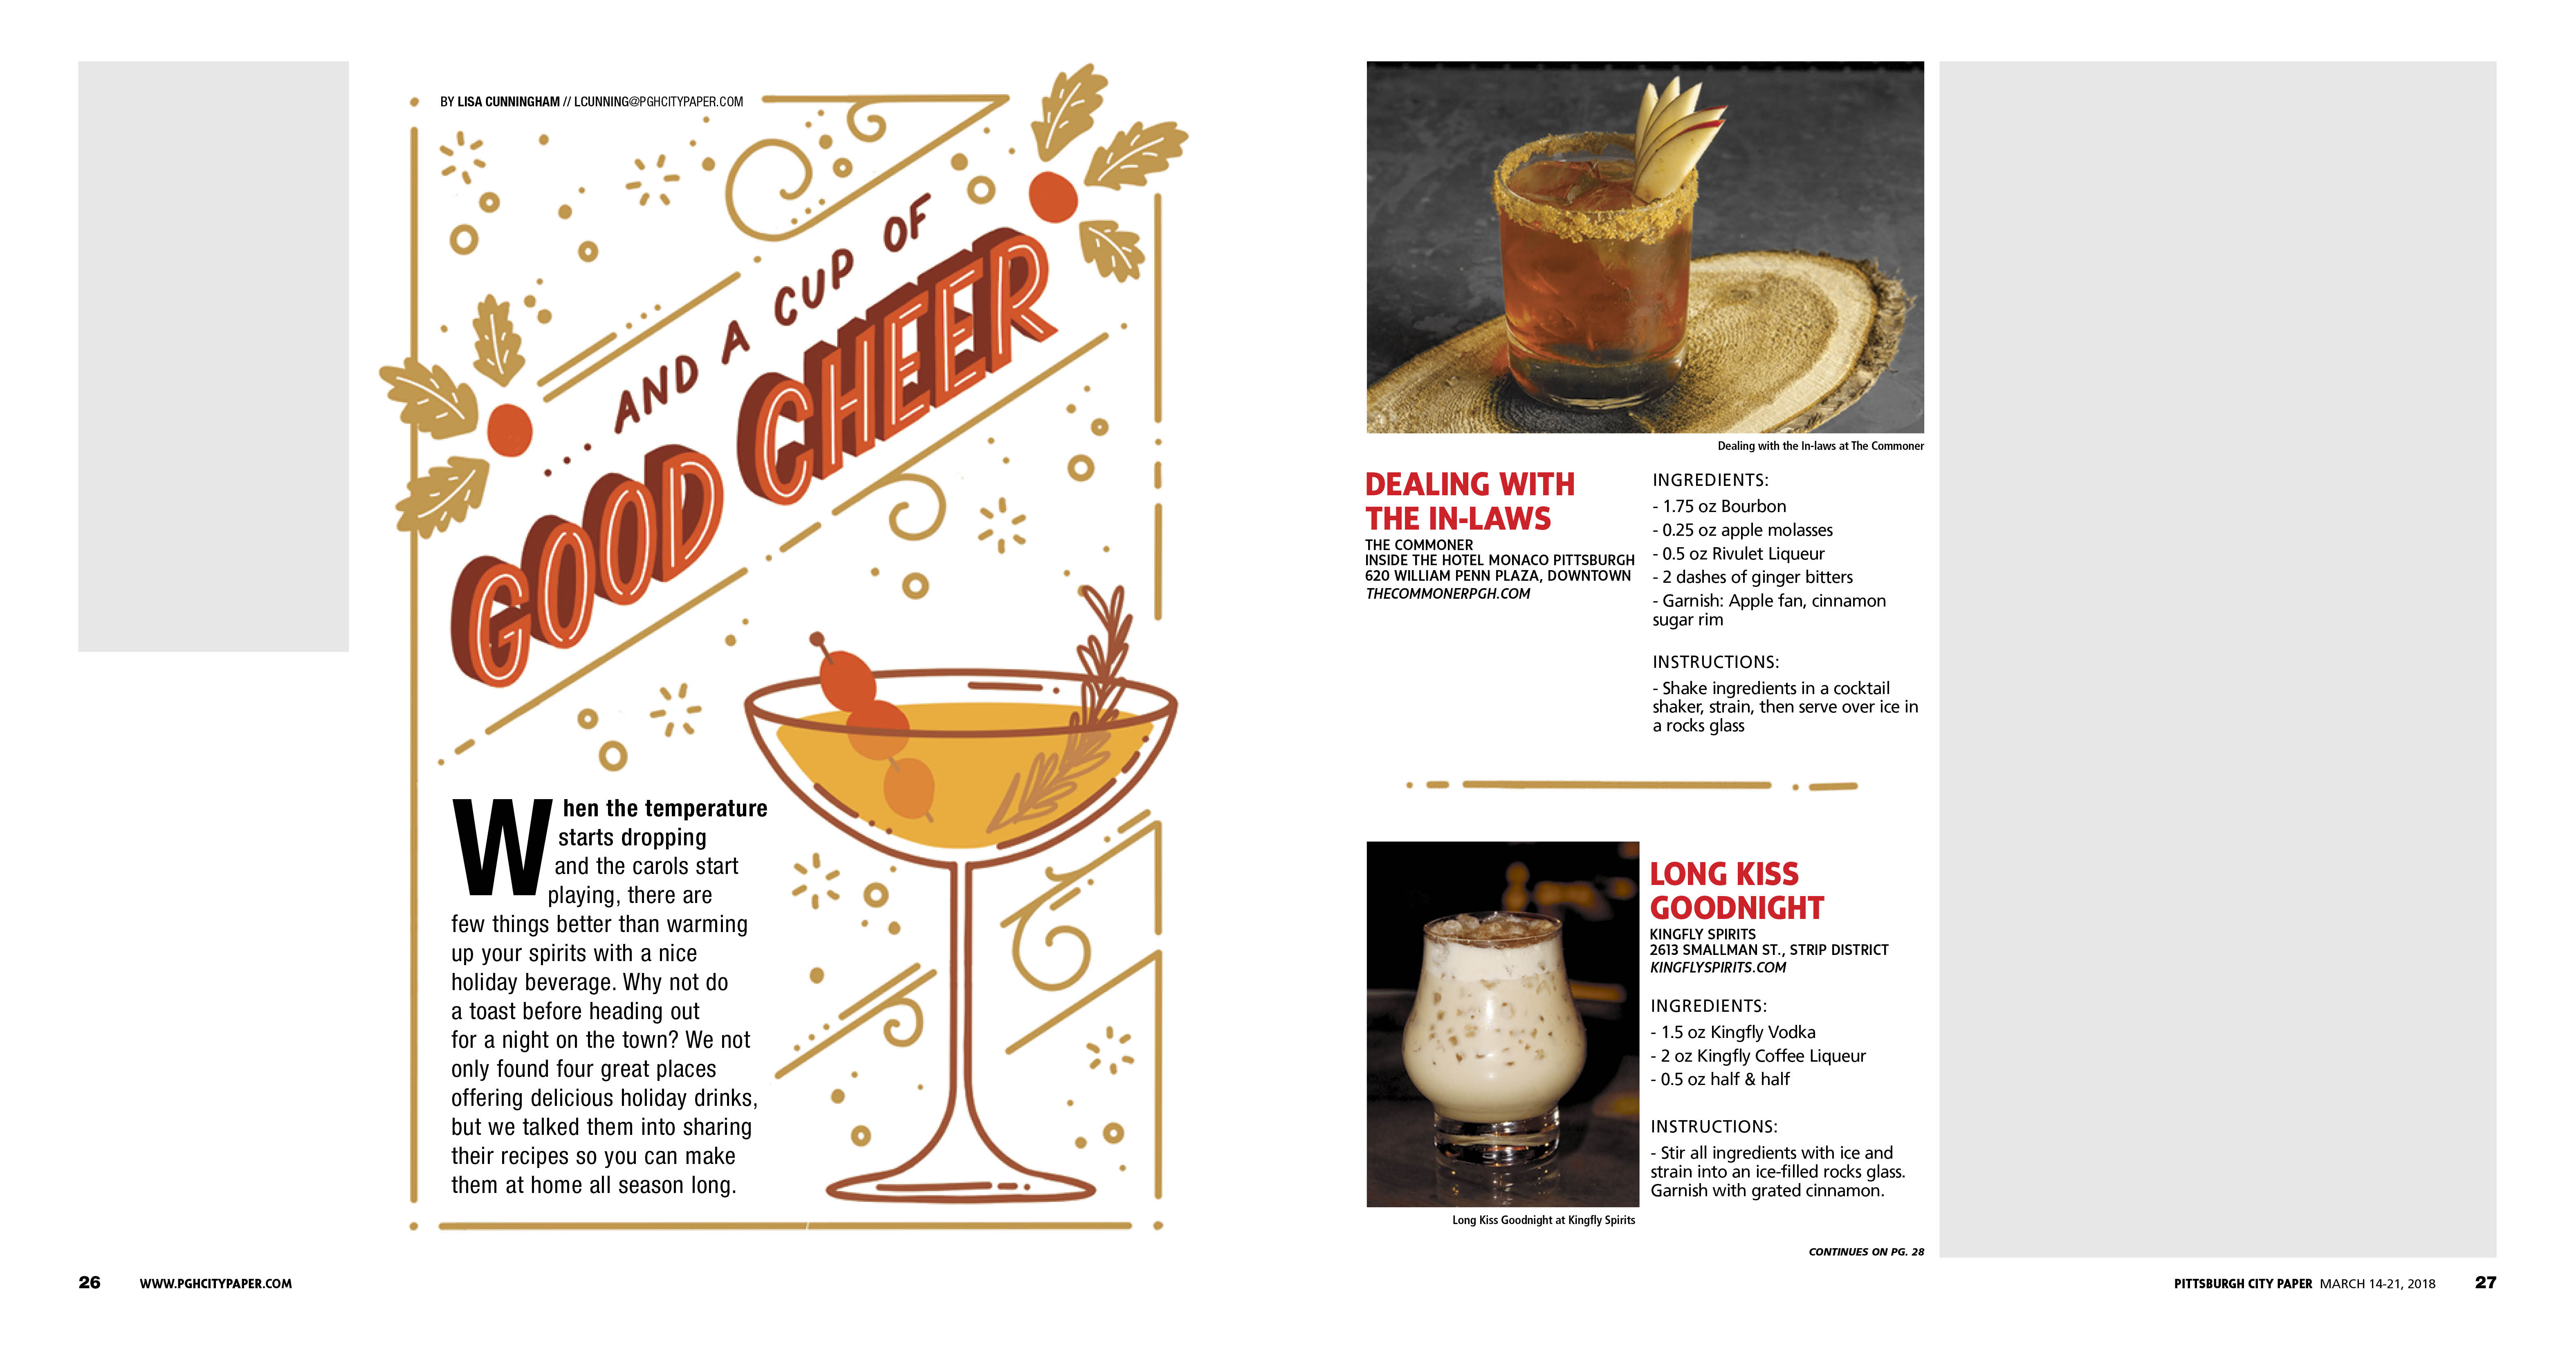 BY LISA CUNNINGHAM // LCUNNING@PGHCITYPAPER.COM
... AND A CUP OF
GOOD CHEER
When the temperature
starts dropping
and the carols start
playing, there are
few things better than warming
up your spirits with a nice
holiday beverage. Why not do
a toast before heading out
for a night on the town? We not
only found four great places
offering delicious holiday drinks,
but we talked them into sharing
their recipes so you can make
them at home all season long.
26 WWW.PGHCITYPAPER.COM
Dealing with the In-laws at The Commoner
DEALING WITH
THE IN-LAWS
THE COMMONER
INSIDE THE HOTEL MONACO PITTSBURGH
620 WILLIAM PENN PLAZA, DOWNTOWN
THECOMMONERPGH.COM
INGREDIENTS:
- 1.75 oz Bourbon
- 0.25 oz apple molasses
- 0.5 oz Rivulet Liqueur
- 2 dashes of ginger bitters
- Garnish: Apple fan, cinnamon
sugar rim
INSTRUCTIONS:
- Shake ingredients in a cocktail
shaker, strain, then serve over ice in
a rocks glass
LONG KISS
GOODNIGHT
KINGFLY SPIRITS
2613 SMALLMAN ST., STRIP DISTRICT
KINGFLYSPIRITS.COM
INGREDIENTS:
- 1.5 oz Kingfly Vodka
- 2 oz Kingfly Coffee Liqueur
- 0.5 oz half & half
INSTRUCTIONS:
- Stir all ingredients with ice and
strain into an ice-filled rocks glass.
Garnish with grated cinnamon.
Long Kiss Goodnight at Kingfly Spirits
CONTINUES ON PG. 28
PITTSBURGH CITY PAPER MARCH 14-21, 2018 27